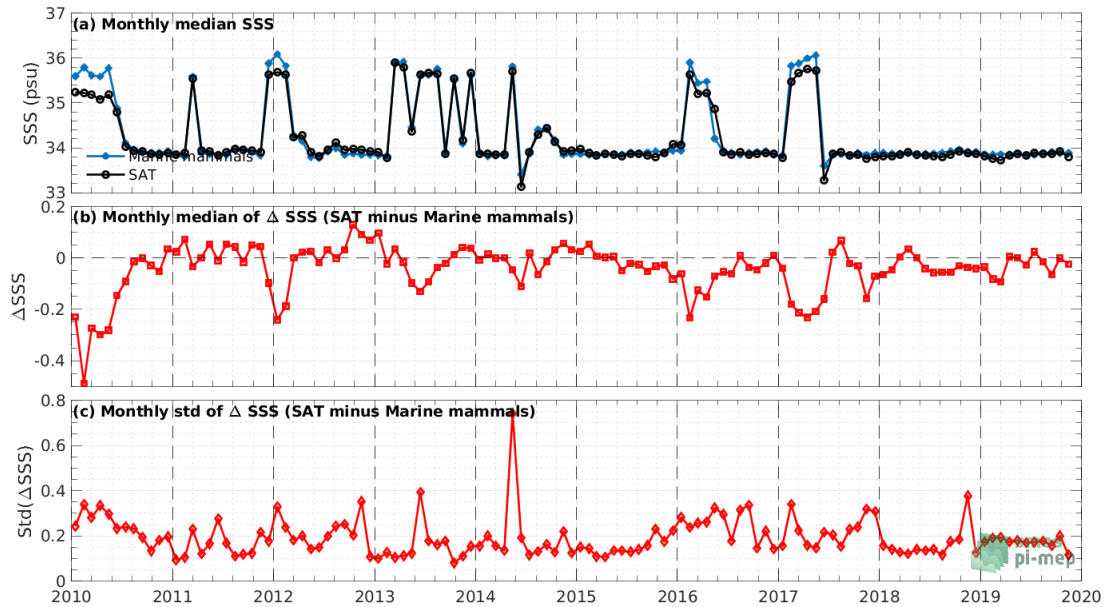 (a) Monthly median SSS
37
36
35
34
33
SSS (psu)
Marine mammals
SAT
(b) Monthly median of Δ SSS (SAT minus Marine mammals)
0.2
0
-0.2
-0.4
ΔSSS
(c) Monthly std of Δ SSS (SAT minus Marine mammals)
0.8
0.6
0.4
0.2
0
Std(ΔSSS)
pi-mep
2010 2011 2012 2013 2014 2015 2016 2017 2018 2019 2020